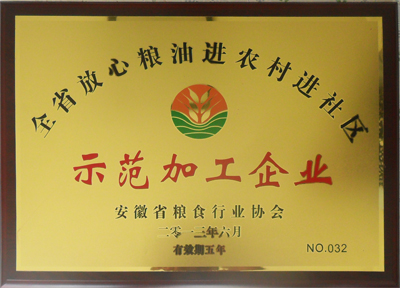 全省放心粮油进农村进社区
示范加工企业
安徽省粮食行业协会
二零一三年六月
有效期五年
NO.032